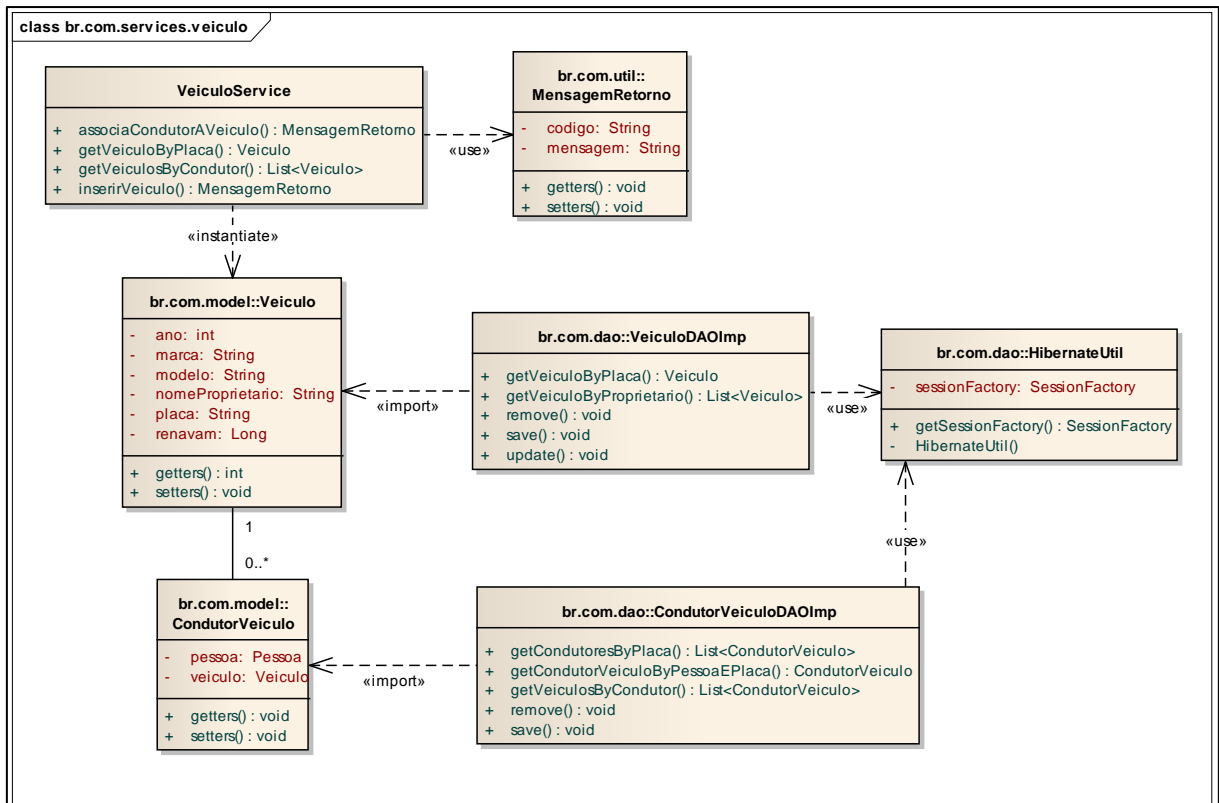 class br.com.services.veiculo
VeiculoService
+ associaCondutorAVeiculo() : MensagemRetorno
+ getVeiculoByPlaca() : Veiculo
+ getVeiculosByCondutor() : List<Veiculo>
+ inserirVeiculo() : MensagemRetorno
br.com.util::
MensagemRetorno
- codigo: String
- mensagem: String
+ getters() : void
+ setters() : void
«use»
«instantiate»
br.com.model::Veiculo
- ano: int
- marca: String
- modelo: String
- nomeProprietario: String
- placa: String
- renavam: Long
+ getters() : int
+ setters() : void
«import»
br.com.dao::VeiculoDAOImp
+ getVeiculoByPlaca() : Veiculo
+ getVeiculoByProprietario() : List<Veiculo>
+ remove() : void
+ save() : void
+ update() : void
«use»
br.com.dao::HibernateUtil
- sessionFactory: SessionFactory
+ getSessionFactory() : SessionFactory
- HibernateUtil()
1
0..*
«use»
br.com.model::
CondutorVeiculo
- pessoa: Pessoa
- veiculo: Veiculo
+ getters() : void
+ setters() : void
«import»
br.com.dao::CondutorVeiculoDAOImp
+ getCondutoresByPlaca() : List<CondutorVeiculo>
+ getCondutorVeiculoByPessoaEPlaca() : CondutorVeiculo
+ getVeiculosByCondutor() : List<CondutorVeiculo>
+ remove() : void
+ save() : void